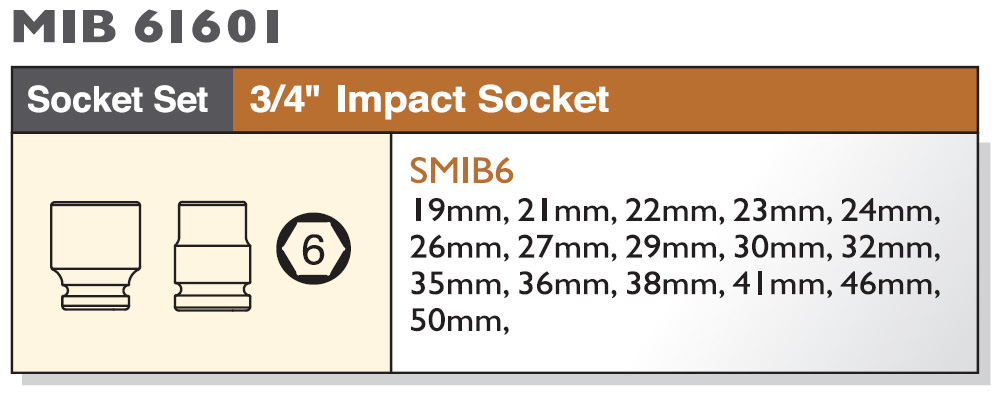 MIB 61601
Socket Set
3/4" Impact Socket
SMIB6
19mm, 21mm, 22mm, 23mm, 24mm,
26mm, 27mm, 29mm, 30mm, 32mm,
35mm, 36mm, 38mm, 41mm, 46mm,
50mm,
6